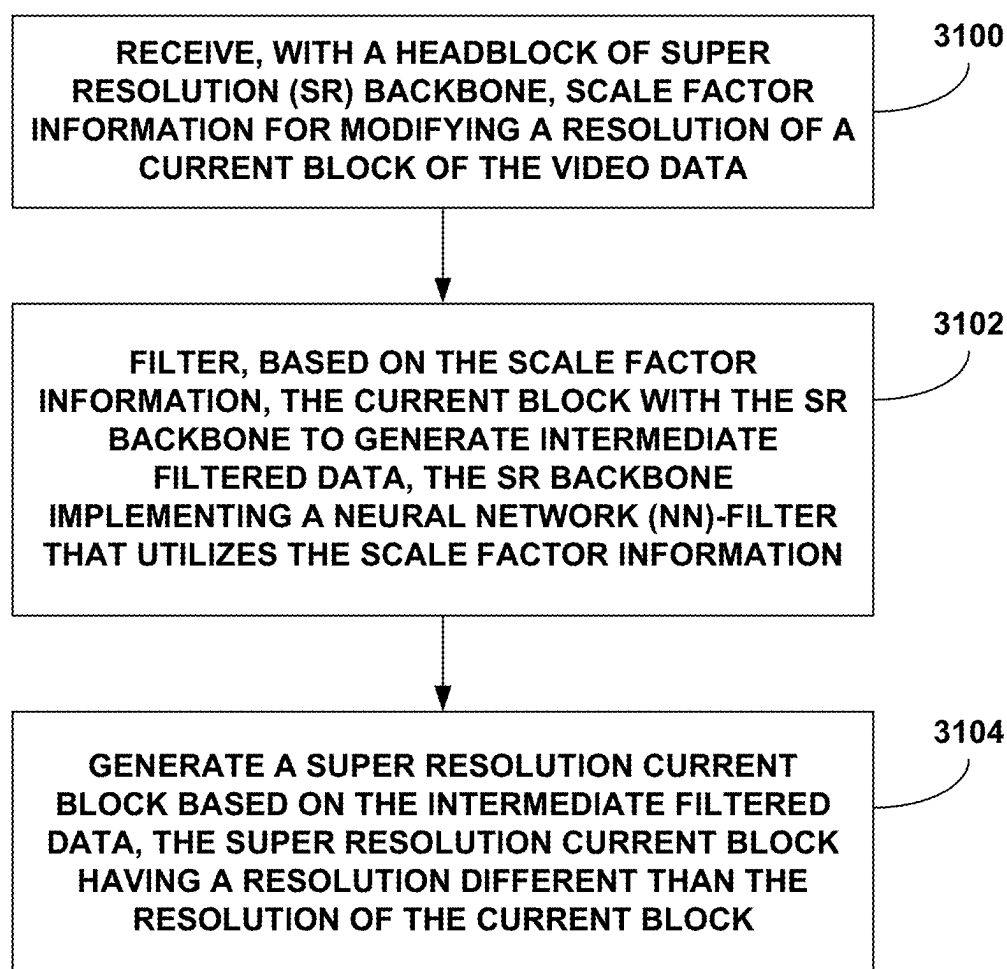 RECEIVE, WITH A HEADBLOCK OF SUPER
RESOLUTION (SR) BACKBONE, SCALE FACTOR
INFORMATION FOR MODIFYING A RESOLUTION OF A
CURRENT BLOCK OF THE VIDEO DATA
3100
FILTER, BASED ON THE SCALE FACTOR
INFORMATION, THE CURRENT BLOCK WITH THE SR
BACKBONE TO GENERATE INTERMEDIATE
FILTERED DATA, THE SR BACKBONE
IMPLEMENTING A NEURAL NETWORK (NN)-FILTER
THAT UTILIZES THE SCALE FACTOR INFORMATION
3102
GENERATE A SUPER RESOLUTION CURRENT
BLOCK BASED ON THE INTERMEDIATE FILTERED
DATA, THE SUPER RESOLUTION CURRENT BLOCK
HAVING A RESOLUTION DIFFERENT THAN THE
RESOLUTION OF THE CURRENT BLOCK
3104